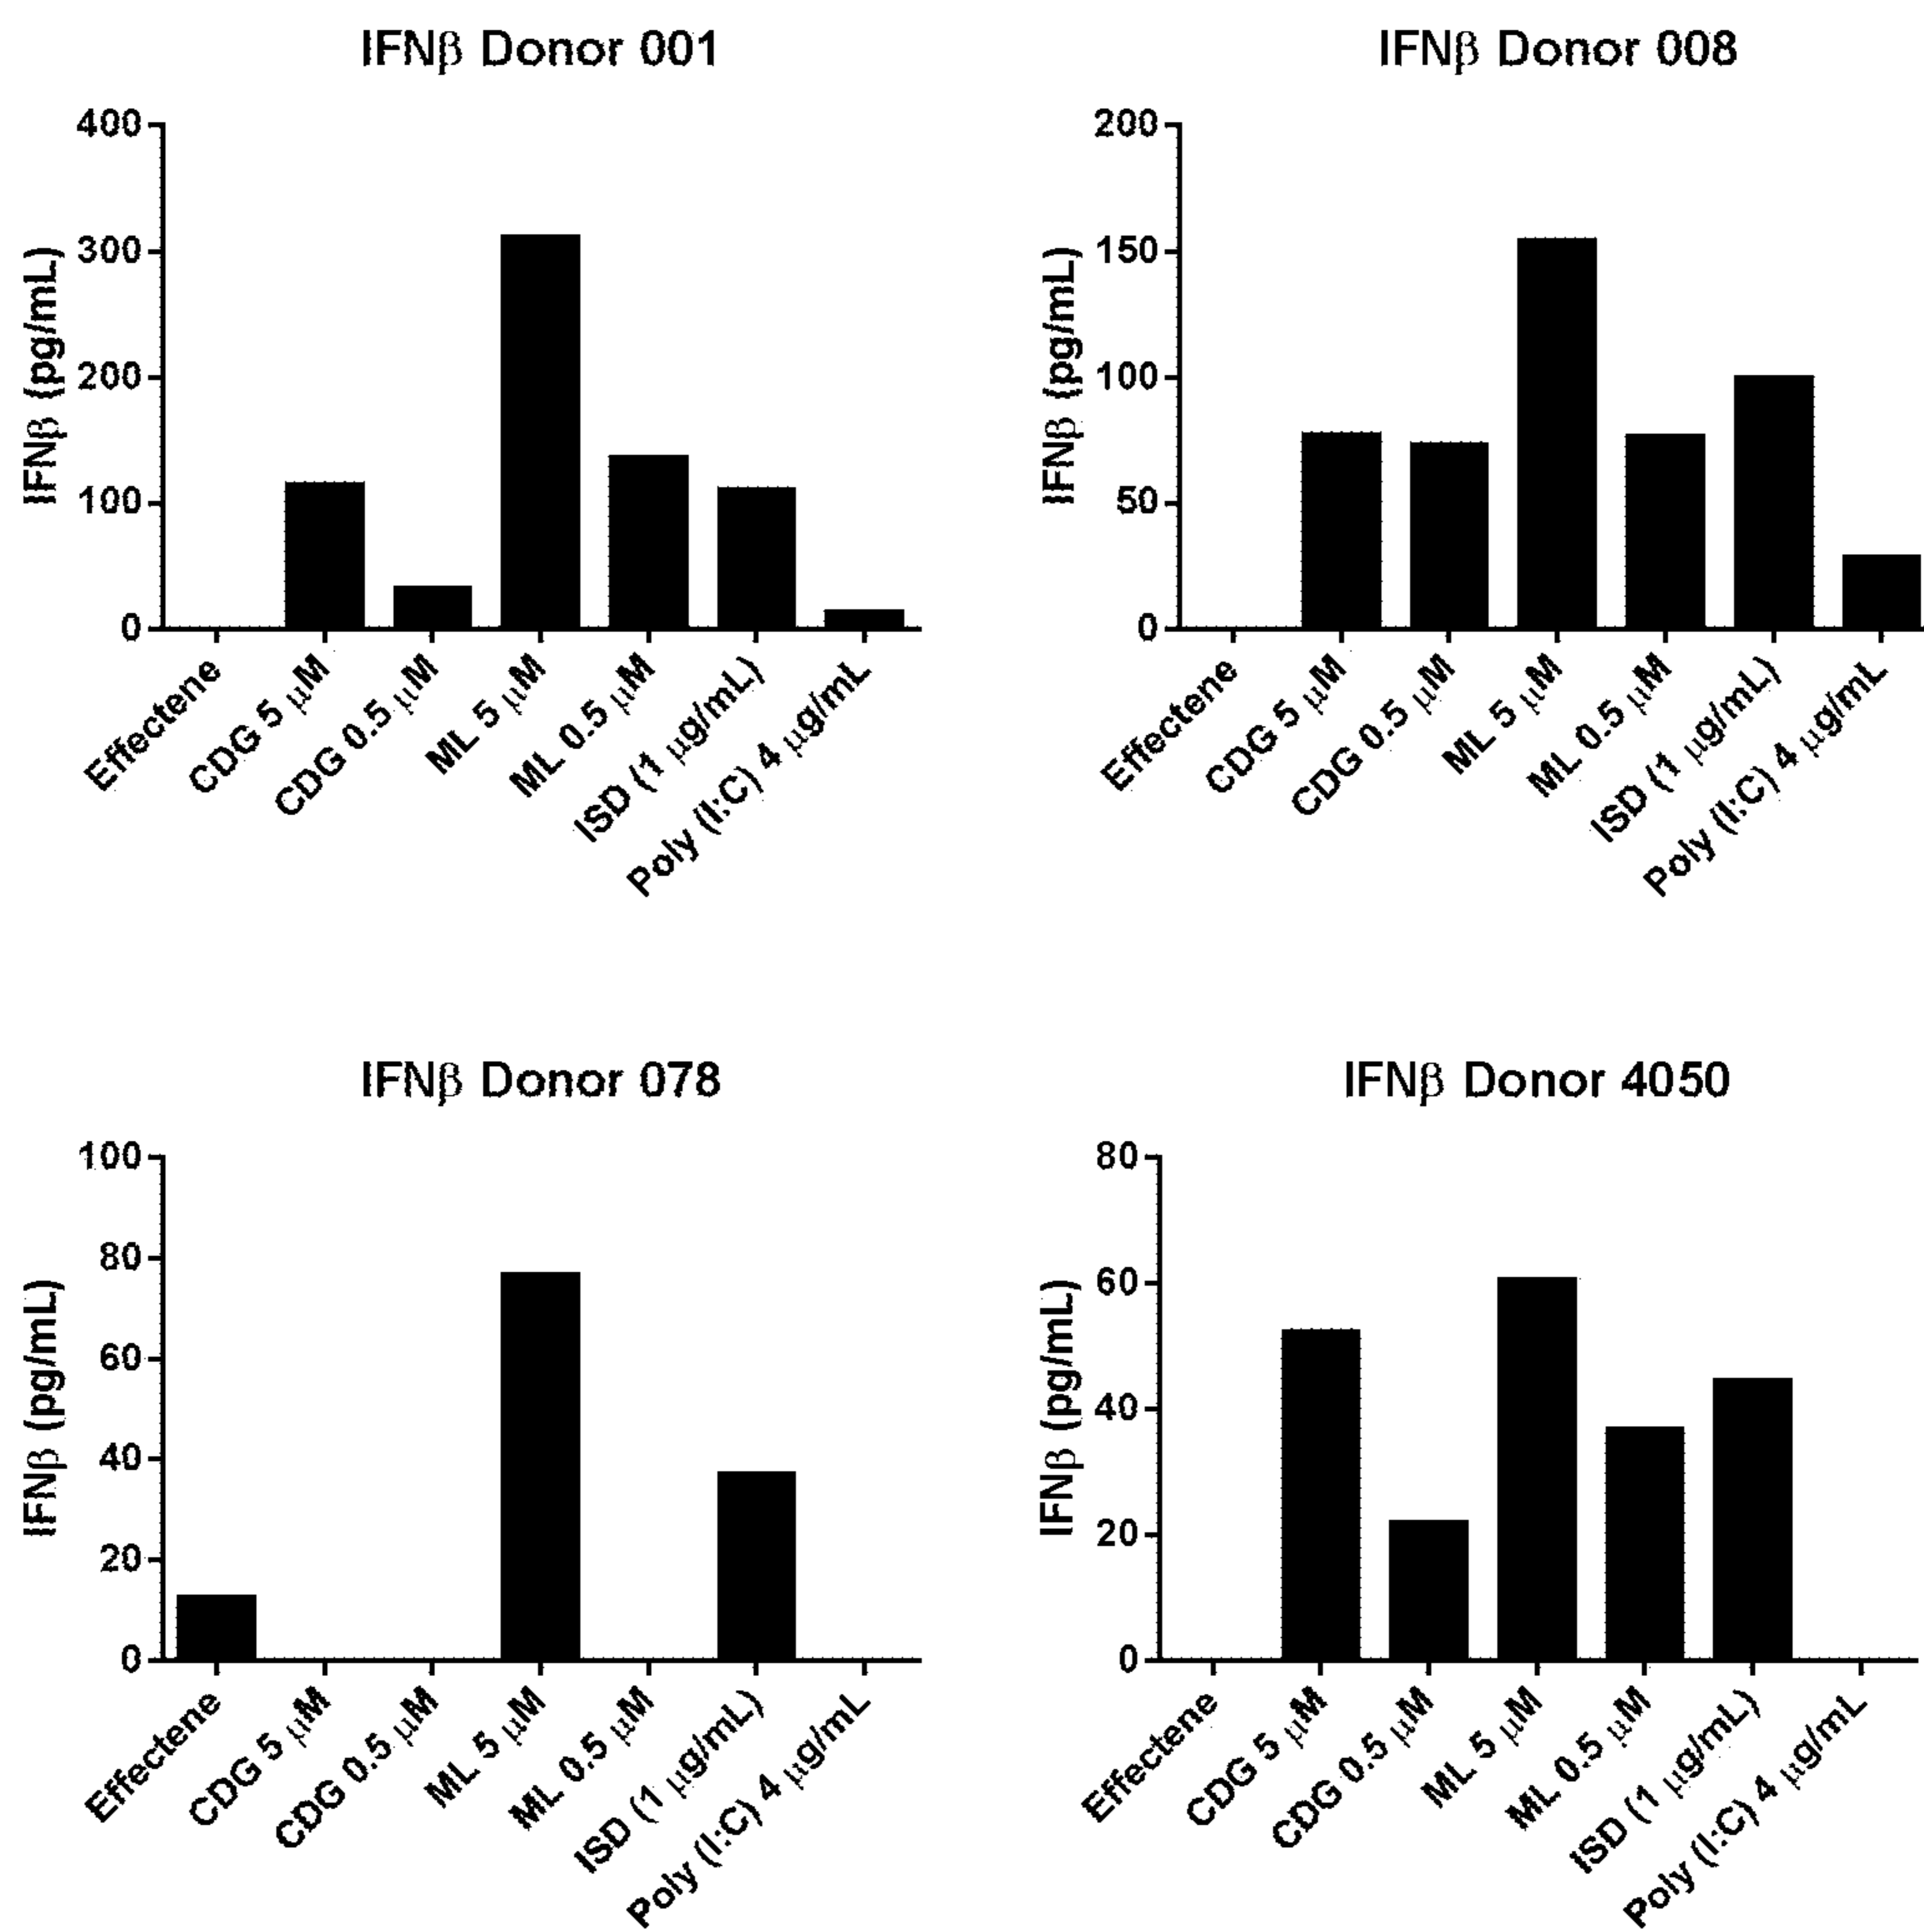 IFNβ Donor 001
IFNβ (pg/mL)
400
300
200
100
0
Effectene
CDG 5 μM
CDG 0.5 μM
ML 5 μM
ML 0.5 μM
ISD (1 μg/mL)
Poly (I:C) 4 μg/mL
IFNβ Donor 008
IFNβ (pg/mL)
200
150
100
50
0
Effectene
CDG 5 μM
CDG 0.5 μM
ML 5 μM
ML 0.5 μM
ISD (1 μg/mL)
Poly (I:C) 4 μg/mL
IFNβ Donor 078
IFNβ (pg/mL)
100
80
60
40
20
0
Effectene
CDG 5 μM
CDG 0.5 μM
ML 5 μM
ML 0.5 μM
ISD (1 μg/mL)
Poly (I:C) 4 μg/mL
IFNβ Donor 4050
IFNβ (pg/mL)
80
60
40
20
0
Effectene
CDG 5 μM
CDG 0.5 μM
ML 5 μM
ML 0.5 μM
ISD (1 μg/mL)
Poly (I:C) 4 μg/mL